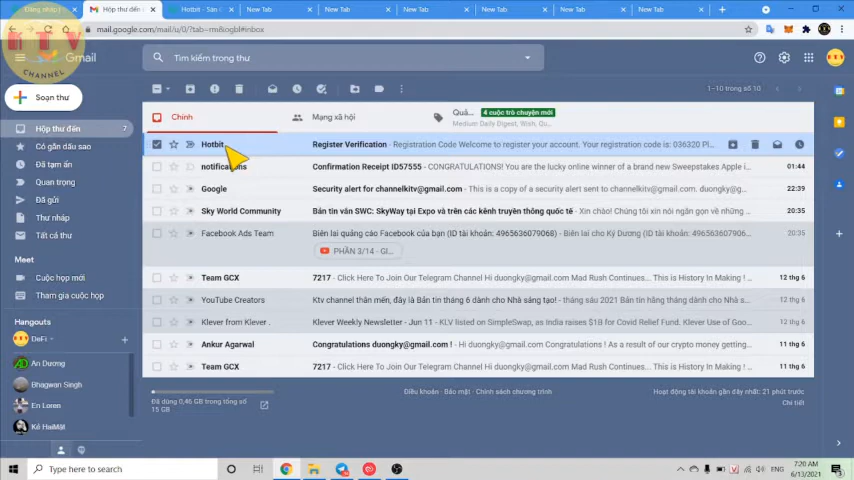 Đăng nhập |
Hộp thư đến
Hotbit - Sàn G
New Tab
New Tab
New Tab
New Tab
New Tab
New Tab
mail.google.com/mail/u/0/?tab=rm&ogbl#inbox
KTV
CHANNEL
Gmail
Tìm kiếm trong thư
Soạn thư
1–10 trong số 10
Chính
Mạng xã hội
Quả...
4 cuộc trò chuyện mới
Medium Daily Digest, Wish, Qu...
Hộp thư đến 7
Có gắn dấu sao
Đã tạm ẩn
Quan trọng
Đã gửi
Thư nháp
Tất cả thư
Meet
Cuộc họp mới
Tham gia cuộc họp
Hangouts
DeFi
An Dương
Bhagwan Singh
En Loren
Kẻ HaiMặt
Hotbit Register Verification - Registration Code Welcome to register your account. Your registration code is: 036320 Pl...
notifications Confirmation Receipt ID57555 - CONGRATULATIONS! You are the lucky online winner of a brand new Sweepstakes Apple i... 01:44
Google Security alert for channelkitv@gmail.com - This is a copy of a security alert sent to channelkitv@gmail.com. duongky@gm... 22:39
Sky World Community Bản tin vắn SWC: SkyWay tại Expo và trên các kênh truyền thông quốc tế - Xin chào! Chúng tôi xin nói ngắn gọn về những ... 20:35
Facebook Ads Team Biên lai quảng cáo Facebook của bạn (ID tài khoản: 4965636079068) - Biên lai cho Ký Dương (ID tài khoản: 49656360... 20:35
PHẦN 3/14 - GI...
Team GCX 7217 - Click Here To Join Our Telegram Channel Hi duongky@gmail.com Mad Rush Continues... "This is History In Making ! ... 12 thg 6
YouTube Creators Ktv channel thân mến, đây là Bản tin tháng 6 dành cho Nhà sáng tạo! - tháng sáu 2021 Bản tin hằng tháng dành cho Nhà sá... 12 thg 6
Klever from Klever . Klever Weekly Newsletter - Jun 11 - KLV listed on SimpleSwap, as India raises $1B for Covid Relief Fund. Klever Use of Goo... 12 thg 6
Ankur Agarwal Congratulations duongky@gmail.com ! - Hi duongky@gmail.com Congratulations ! As a result of our crypto money getting tot... 11 thg 6
Team GCX 7217 - Click Here To Join Our Telegram Channel Hi duongky@gmail.com Mad Rush Continues... "This is History In Making ! ... 11 thg 6
Đã dùng 0,46 GB trong tổng số
15 GB
Điều khoản · Bảo mật · Chính sách chương trình
Hoạt động tài khoản gần đây nhất: 21 phút trước
Chi tiết
Type here to search
ENG
7:20 AM
6/13/2021